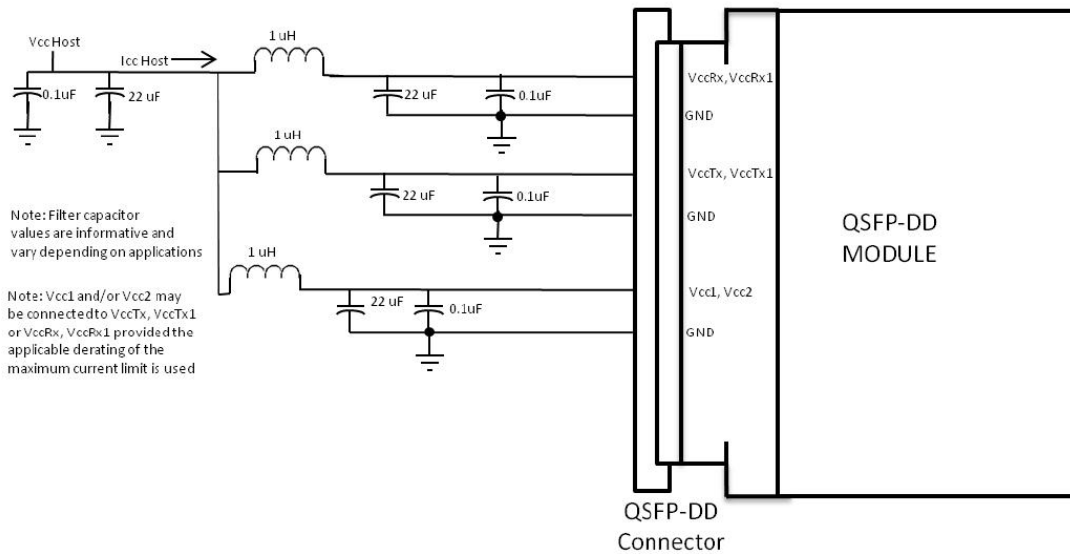 Vcc Host
Icc Host
0.1uF
22 uF
1 uH
22 uF
0.1uF
VccRx, VccRx1
GND
1 uH
22 uF
0.1uF
VccTx, VccTx1
GND
1 uH
22 uF
0.1uF
Vcc1, Vcc2
GND
Note: Filter capacitor
values are informative and
vary depending on applications
Note: Vcc1 and/or Vcc2 may
be connected to VccTx, VccTx1
or VccRx, VccRx1 provided the
applicable derating of the
maximum current limit is used
QSFP-DD
MODULE
QSFP-DD
Connector